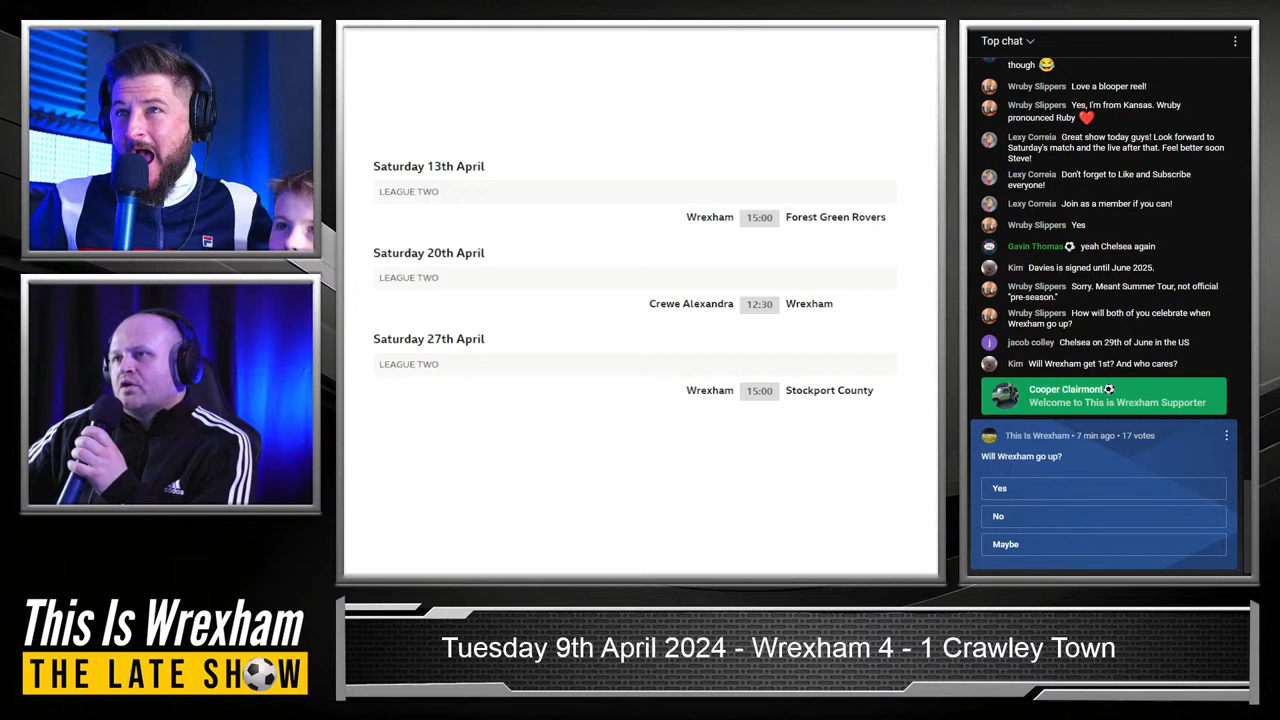 Saturday 13th April
LEAGUE TWO
Wrexham 15:00 Forest Green Rovers
Saturday 20th April
LEAGUE TWO
Crewe Alexandra 12:30 Wrexham
Saturday 27th April
LEAGUE TWO
Wrexham 15:00 Stockport County
Top chat
though 😂
Wruby Slippers Love a blooper reel!
Wruby Slippers Yes, I'm from Kansas. Wruby
pronounced Ruby ❤️
Lexy Correia Great show today guys! Look forward to
Saturday's match and the live after that. Feel better soon
Steve!
Lexy Correia Don't forget to Like and Subscribe
everyone!
Lexy Correia Join as a member if you can!
Wruby Slippers Yes
Gavin Thomas⚽ yeah Chelsea again
Kim Davies is signed until June 2025.
Wruby Slippers Sorry. Meant Summer Tour, not official
"pre-season."
Wruby Slippers How will both of you celebrate when
Wrexham go up?
j jacob colley Chelsea on 29th of June in the US
Kim Will Wrexham get 1st? And who cares?
Cooper Clairmont⚽
Welcome to This is Wrexham Supporter
This Is Wrexham • 7 min ago • 17 votes
Will Wrexham go up?
Yes
No
Maybe
FILA
adidas
This Is Wrexham
THE LATE SHOW
Tuesday 9th April 2024 - Wrexham 4 - 1 Crawley Town